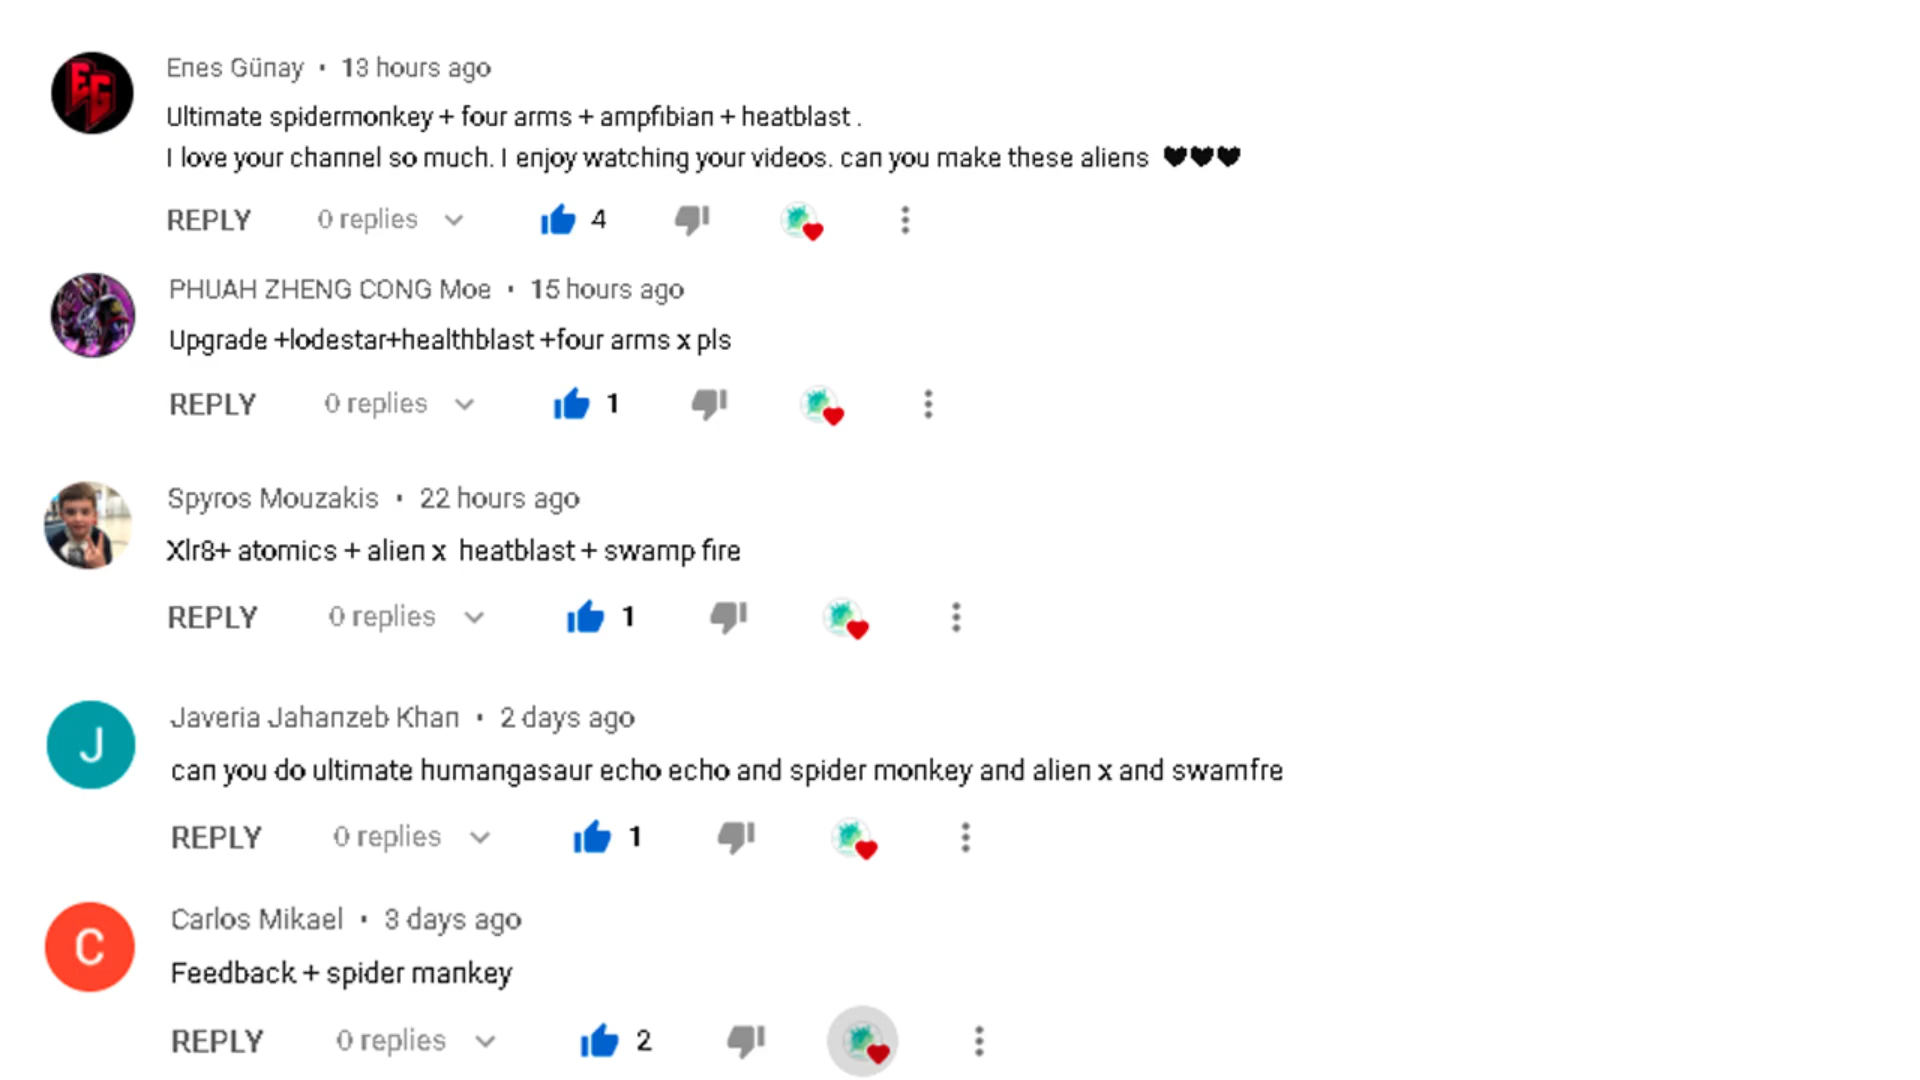 EG
Enes Günay • 13 hours ago
Ultimate spidermonkey + four arms + ampfibian + heatblast .
I love your channel so much. I enjoy watching your videos. can you make these aliens 🖤🖤🖤
REPLY 0 replies 4
PHUAH ZHENG CONG Moe • 15 hours ago
Upgrade +lodestar+healthblast +four arms x pls
REPLY 0 replies 1
Spyros Mouzakis • 22 hours ago
Xlr8+ atomics + alien x heatblast + swamp fire
REPLY 0 replies 1
J
Javeria Jahanzeb Khan • 2 days ago
can you do ultimate humangasaur echo echo and spider monkey and alien x and swamfre
REPLY 0 replies 1
C
Carlos Mikael • 3 days ago
Feedback + spider mankey
REPLY 0 replies 2